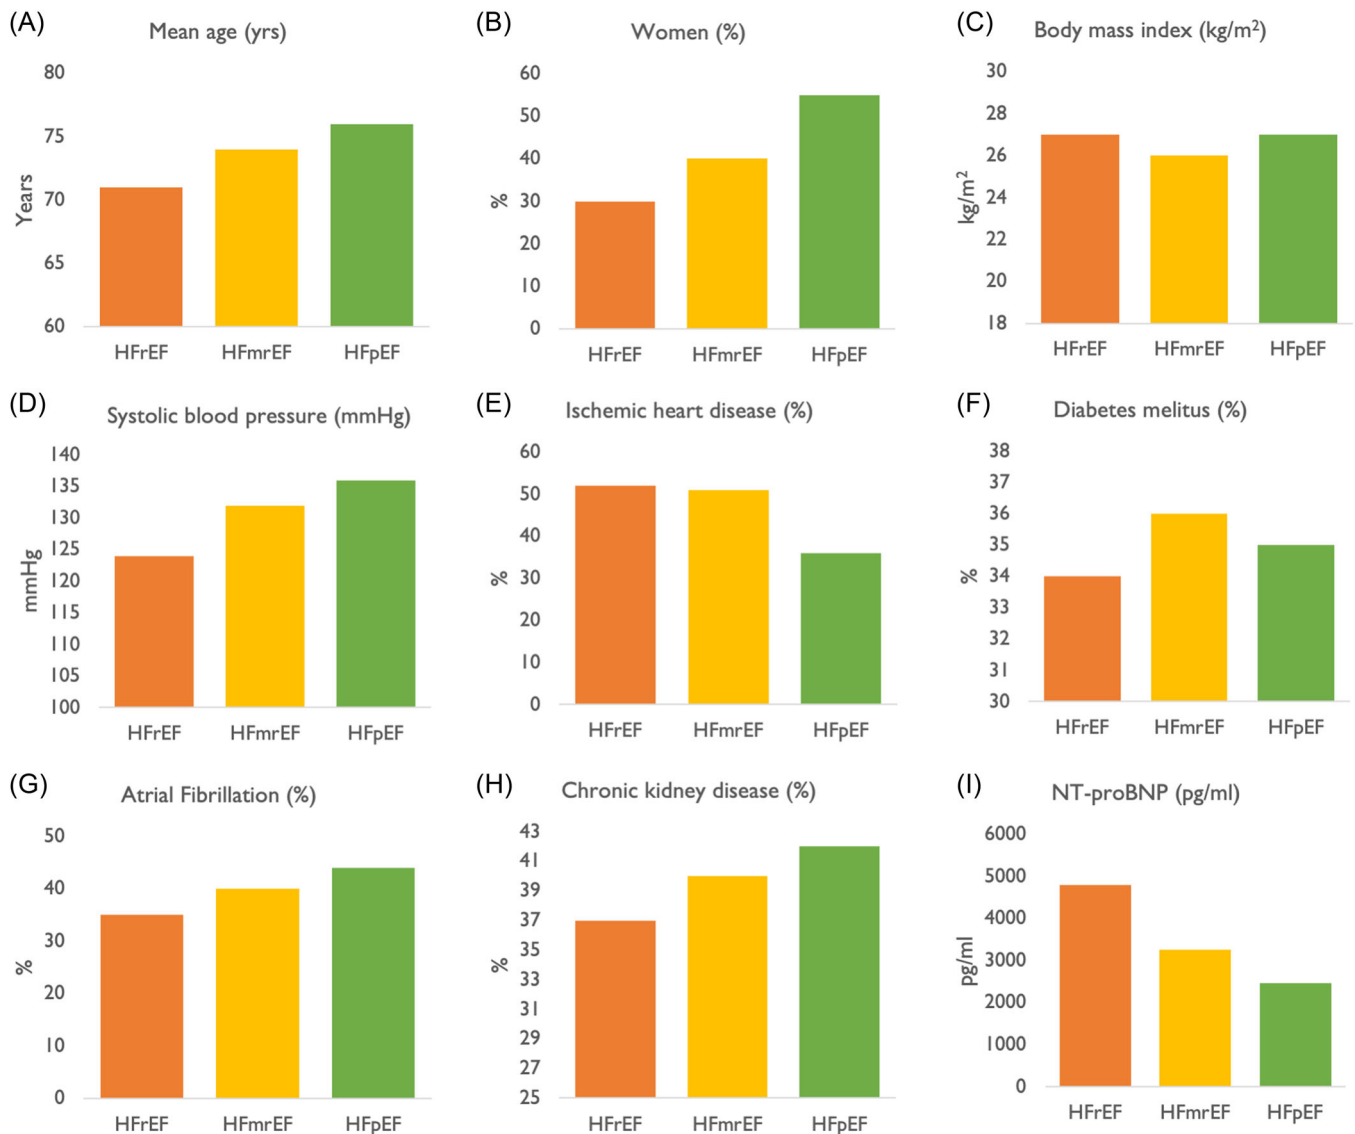 (A)
Mean age (yrs)
80
75
70
65
60
Years
HFrEF HFmrEF HFpEF
(B)
Women (%)
60
50
40
30
20
10
0
%
HFrEF HFmrEF HFpEF
(C)
Body mass index (kg/m²)
30
28
26
24
22
20
18
kg/m²
HFrEF HFmrEF HFpEF
(D)
Systolic blood pressure (mmHg)
140
135
130
125
120
115
110
105
100
mmHg
HFrEF HFmrEF HFpEF
(E)
Ischemic heart disease (%)
60
50
40
30
20
10
0
%
HFrEF HFmrEF HFpEF
(F)
Diabetes melitus (%)
38
37
36
35
34
33
32
31
30
%
HFrEF HFmrEF HFpEF
(G)
Atrial Fibrillation (%)
50
40
30
20
10
0
%
HFrEF HFmrEF HFpEF
(H)
Chronic kidney disease (%)
43
41
39
37
35
33
31
29
27
25
%
HFrEF HFmrEF HFpEF
(I)
NT-proBNP (pg/ml)
6000
5000
4000
3000
2000
1000
0
pg/ml
HFrEF HFmrEF HFpEF